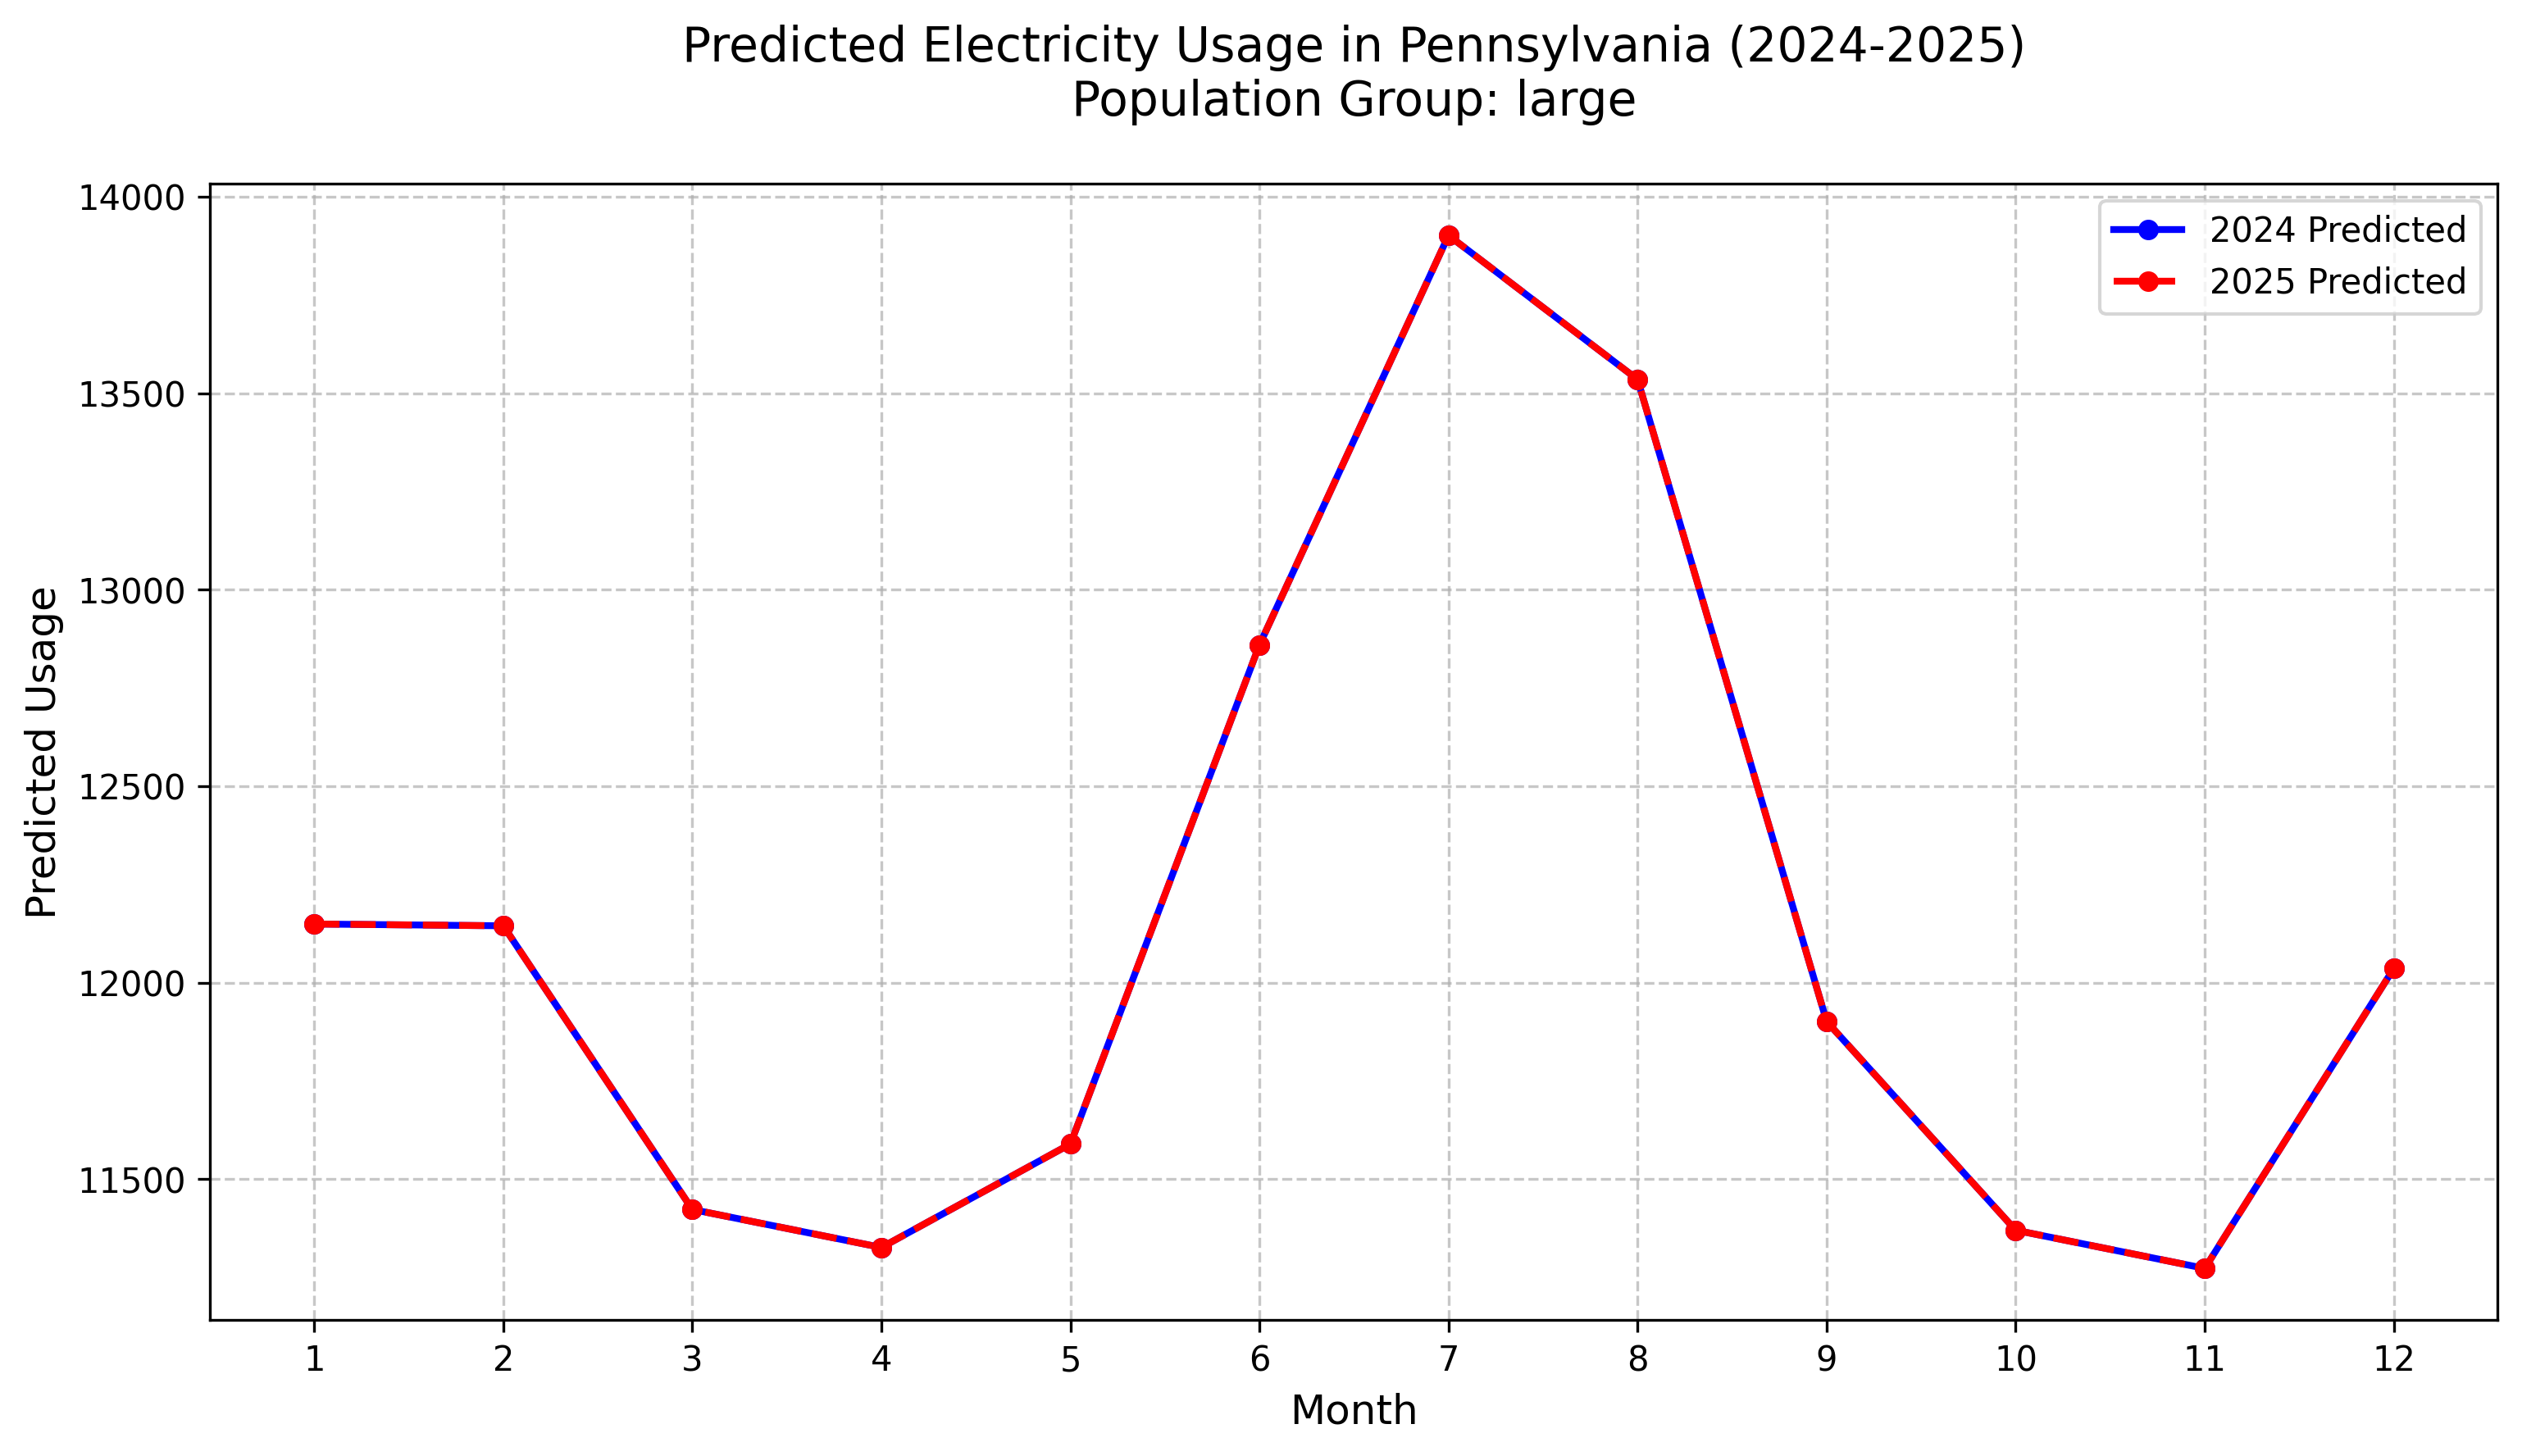 Predicted Electricity Usage in Pennsylvania (2024-2025)
Population Group: large
2024 Predicted
2025 Predicted
Predicted Usage
14000
13500
13000
12500
12000
11500
1 2 3 4 5 6 7 8 9 10 11 12
Month